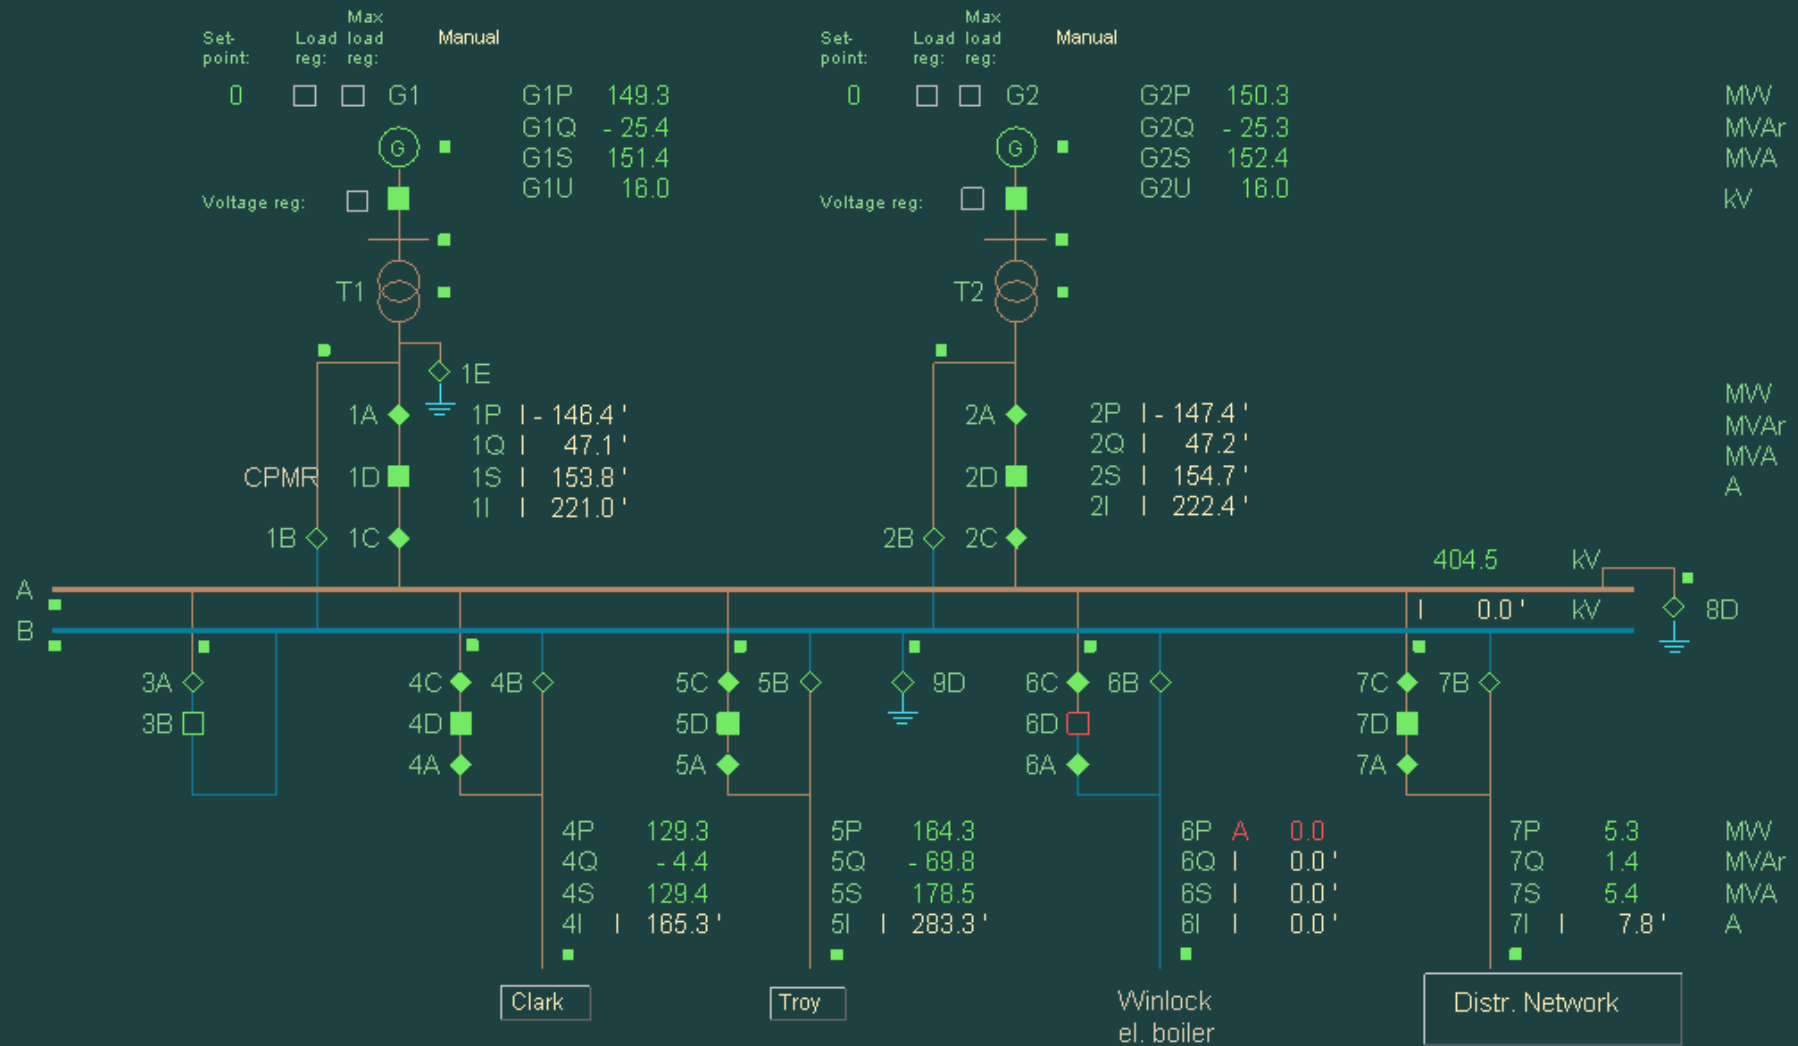 Max Max
Set- Load load Manual Set- Load load Manual
point: reg: reg: point: reg: reg:
0 G1 G1P 149.3 0 G2 G2P 150.3 MW
G1Q - 25.4 G2Q - 25.3 MVAr
G G
G1S 151.4 G2S 152.4 MVA
G1U 16.0 G2U 16.0 kV
Voltage reg: Voltage reg:
T1 T2
1E MW
1A 1P I - 146.4 ' 2A 2P I - 147.4 '
MVAr
1Q I 47.1 ' 2Q I 47.2 '
MVA
CPMR 1D 1S I 153.8 ' 2D 2S I 154.7 '
A
1I I 221.0 ' 2I I 222.4 '
1B 1C 2B 2C
404.5 kV
A
I 0.0 ' kV 8D
B
3A 4C 4B 5C 5B 9D 6C 6B 7C 7B
3B 4D 5D 6D 7D
4A 5A 6A 7A
4P 129.3 5P 164.3 6P A 0.0 7P 5.3 MW
4Q - 4.4 5Q - 69.8 6Q I 0.0 ' 7Q 1.4 MVAr
4S 129.4 5S 178.5 6S I 0.0 ' 7S 5.4 MVA
4I I 165.3 ' 5I I 283.3 ' 6I I 0.0 ' 7I I 7.8 ' A
Clark Troy Winlock Distr. Network
el. boiler